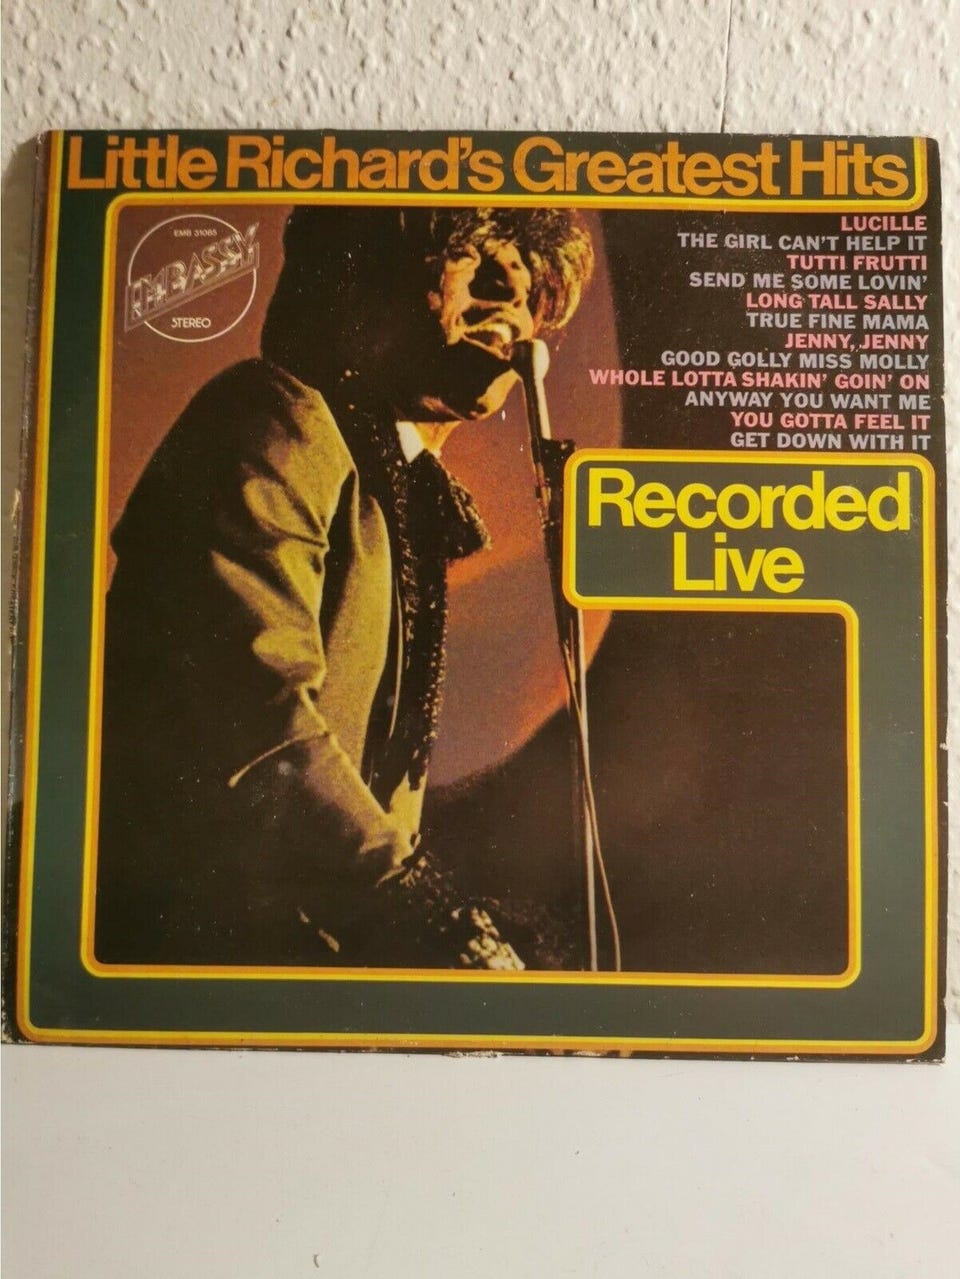 Little Richard's Greatest Hits
EMB 31085
EMBASSY
STEREO
LUCILLE
THE GIRL CAN'T HELP IT
TUTTI FRUTTI
SEND ME SOME LOVIN'
LONG TALL SALLY
TRUE FINE MAMA
JENNY, JENNY
GOOD GOLLY MISS MOLLY
WHOLE LOTTA SHAKIN' GOIN' ON
ANYWAY YOU WANT ME
YOU GOTTA FEEL IT
GET DOWN WITH IT
Recorded
Live